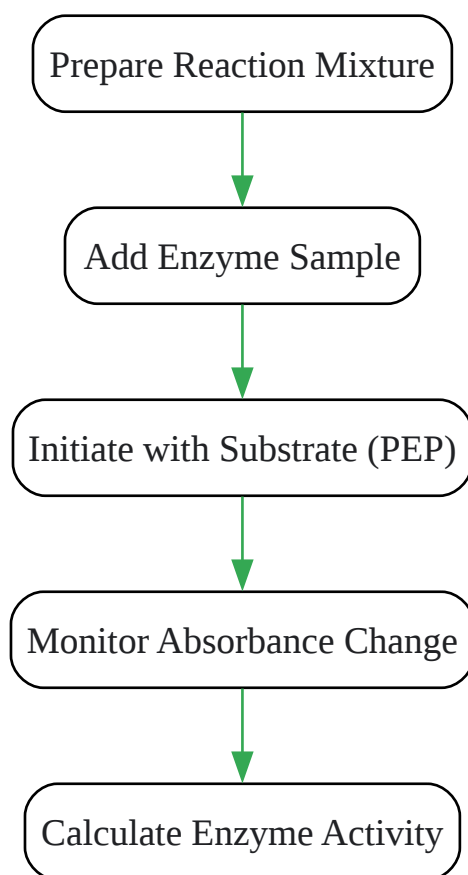 Prepare Reaction Mixture
Add Enzyme Sample
Initiate with Substrate (PEP)
Monitor Absorbance Change
Calculate Enzyme Activity